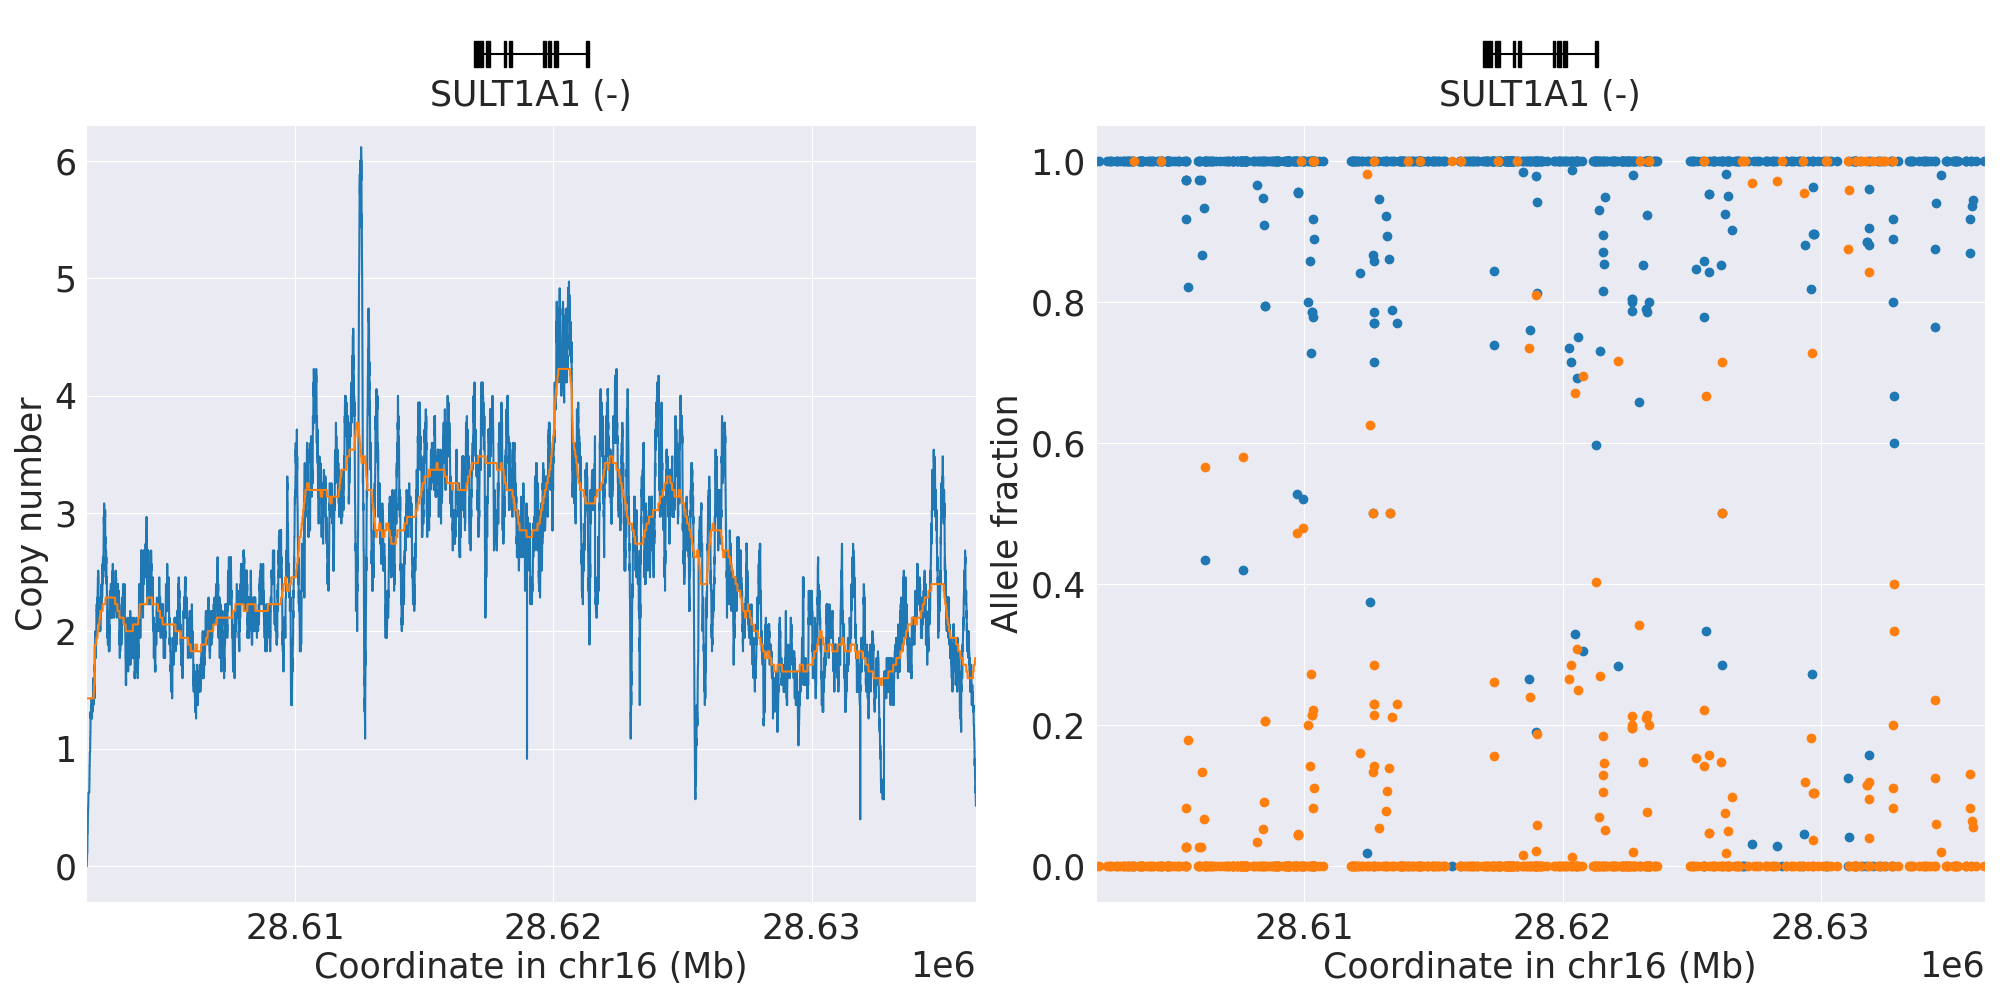 SULT1A1 (-)
Copy number
6
5
4
3
2
1
0
28.61
28.62
28.63
Coordinate in chr16 (Mb)
1e6
SULT1A1 (-)
Allele fraction
1.0
0.8
0.6
0.4
0.2
0.0
28.61
28.62
28.63
Coordinate in chr16 (Mb)
1e6